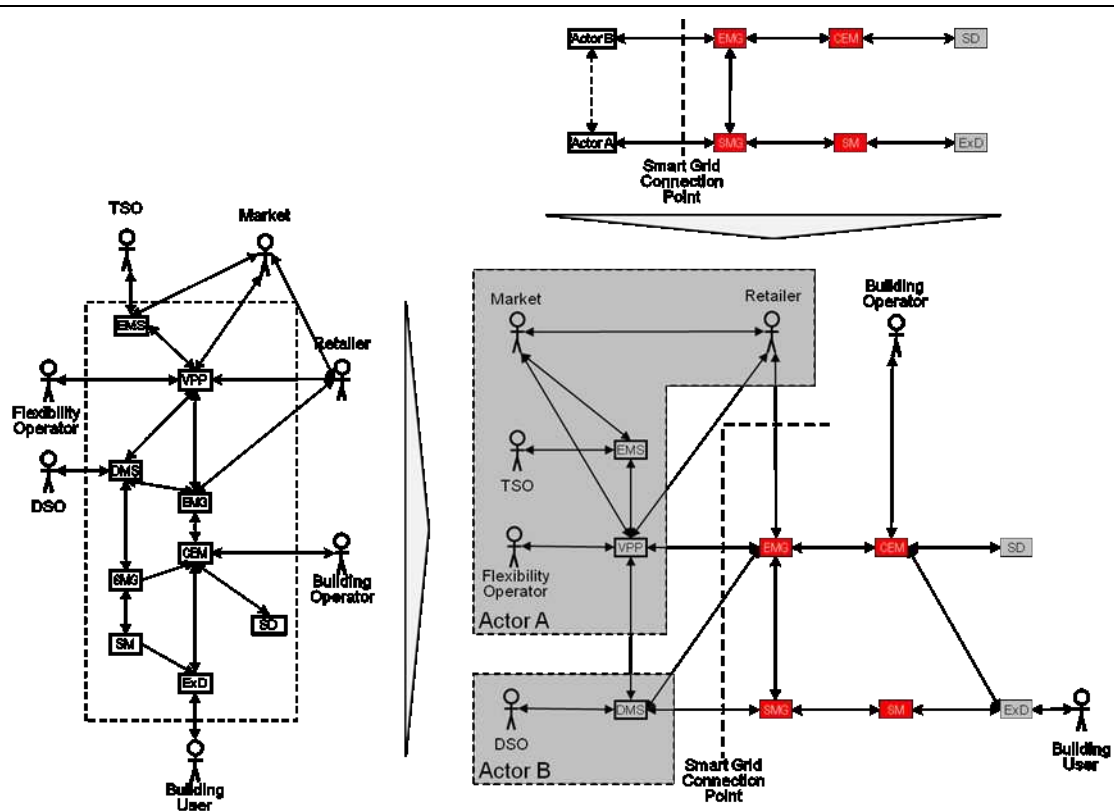 Actor B
EMG
CEM
SD
Actor A
SMG
SM
ExD
Smart Grid
Connection
Point
TSO
Market
EMS
Retailer
VPP
Flexibility
Operator
DMS
DSO
EMG
CEM
Building
Operator
SMG
SD
SM
ExD
Building
User
Market
Retailer
Building
Operator
EMS
TSO
VPP
EMG
CEM
SD
Flexibility
Operator
Actor A
DMS
SMG
SM
ExD
DSO
Building
User
Actor B
Smart Grid
Connection
Point